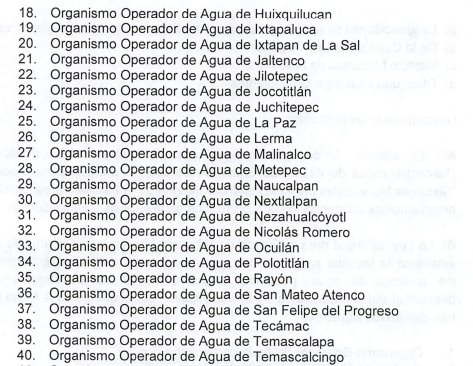 18. Organismo Operador de Agua de Huixquilucan
19. Organismo Operador de Agua de Ixtapaluca
20. Organismo Operador de Agua de Ixtapan de La Sal
21. Organismo Operador de Agua de Jaltenco
22. Organismo Operador de Agua de Jilotepec
23. Organismo Operador de Agua de Jocotitlán
24. Organismo Operador de Agua de Juchitepec
25. Organismo Operador de Agua de La Paz
26. Organismo Operador de Agua de Lerma
27. Organismo Operador de Agua de Malinalco
28. Organismo Operador de Agua de Metepec
29. Organismo Operador de Agua de Naucalpan
30. Organismo Operador de Agua de Nextlalpan
31. Organismo Operador de Agua de Nezahualcóyotl
32. Organismo Operador de Agua de Nicolás Romero
33. Organismo Operador de Agua de Ocuilán
34. Organismo Operador de Agua de Polotitlán
35. Organismo Operador de Agua de Rayón
36. Organismo Operador de Agua de San Mateo Atenco
37. Organismo Operador de Agua de San Felipe del Progreso
38. Organismo Operador de Agua de Tecámac
39. Organismo Operador de Agua de Temascalapa
40. Organismo Operador de Agua de Temascalcingo